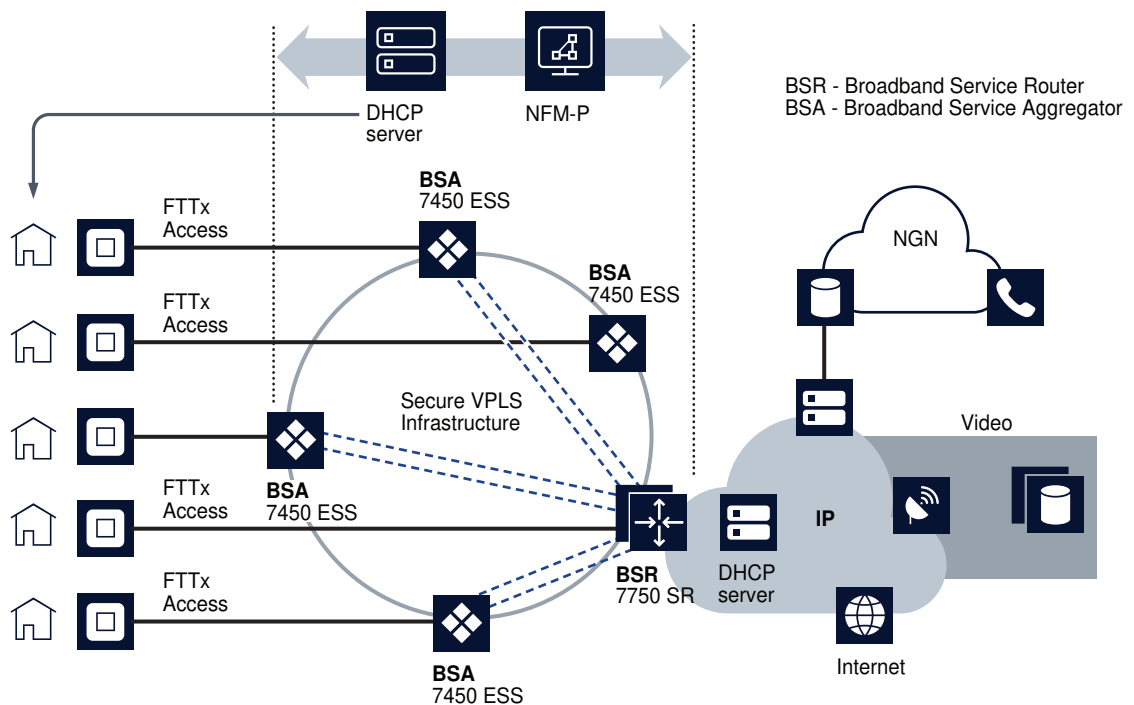 DHCP
server
NFM-P
BSR - Broadband Service Router
BSA - Broadband Service Aggregator
BSA
7450 ESS
FTTx
Access
NGN
BSA
7450 ESS
FTTx
Access
Secure VPLS
Infrastructure
Video
BSA
7450 ESS
FTTx
Access
IP
BSR
7750 SR
DHCP
server
FTTx
Access
Internet
BSA
7450 ESS